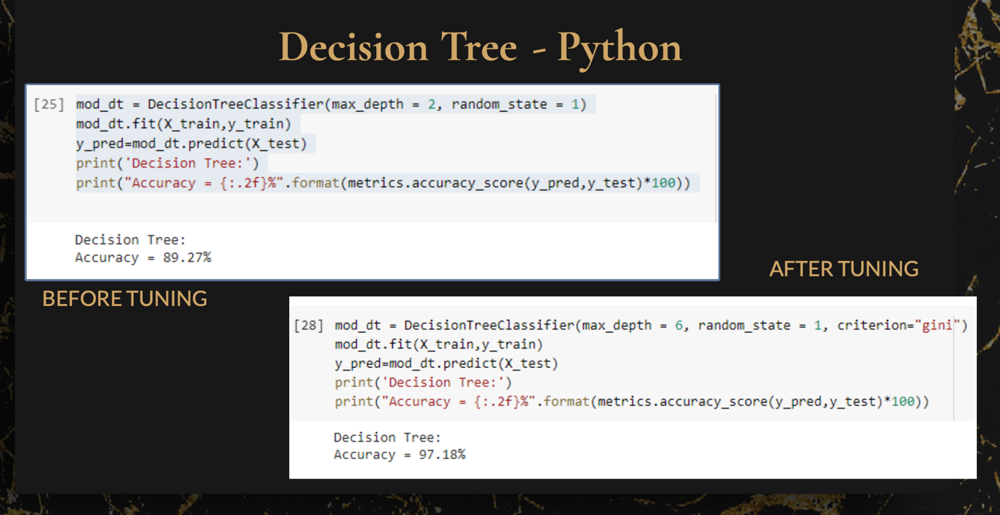 Decision Tree - Python
[25] mod_dt = DecisionTreeClassifier(max_depth = 2, random_state = 1)
mod_dt.fit(X_train,y_train)
y_pred=mod_dt.predict(X_test)
print('Decision Tree:')
print("Accuracy = {:.2f}%".format(metrics.accuracy_score(y_pred,y_test)*100))
Decision Tree:
Accuracy = 89.27%
BEFORE TUNING
AFTER TUNING
[28] mod_dt = DecisionTreeClassifier(max_depth = 6, random_state = 1, criterion="gini")
mod_dt.fit(X_train,y_train)
y_pred=mod_dt.predict(X_test)
print('Decision Tree:')
print("Accuracy = {:.2f}%".format(metrics.accuracy_score(y_pred,y_test)*100))
Decision Tree:
Accuracy = 97.18%